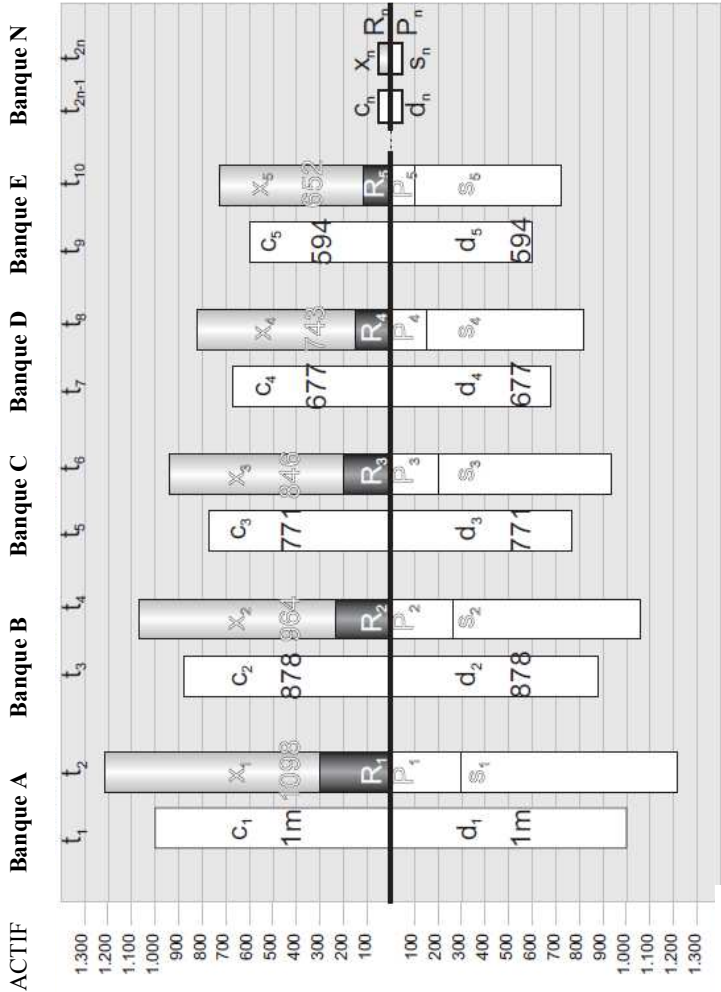 ACTIF
Banque A Banque B Banque C Banque D Banque E Banque N
t1 t2 t3 t4 t5 t6 t7 t8 t9 t10 t2n-1 t2n
1.300
1.200
1.100
1.000
900
800
700
600
500
400
300
200
100
100
200
300
400
500
600
700
800
900
1.000
1.100
1.200
1.300
c1
1m
d1
1m
x1
1098
R1
P1
s1
c2
878
d2
878
x2
964
R2
P2
s2
c3
771
d3
771
x3
846
R3
P3
s3
c4
677
d4
677
x4
743
R4
P4
s4
c5
594
d5
594
x5
652
R5
P5
s5
cn
dn
xn
sn
Rn
Pn